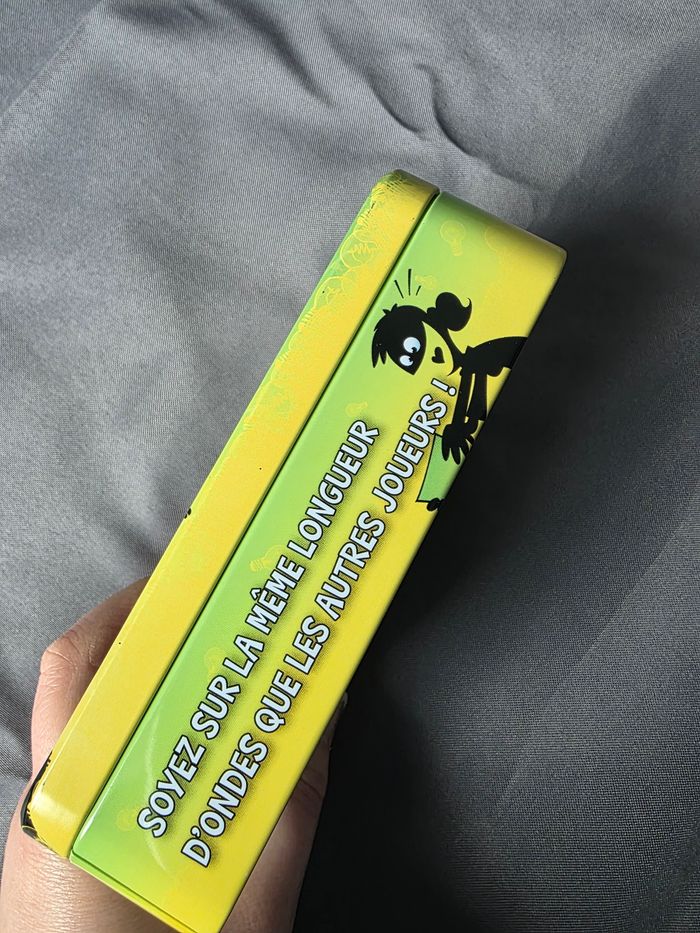 SOYEZ SUR LA MÊME LONGUEUR
D'ONDES QUE LES AUTRES JOUEURS !